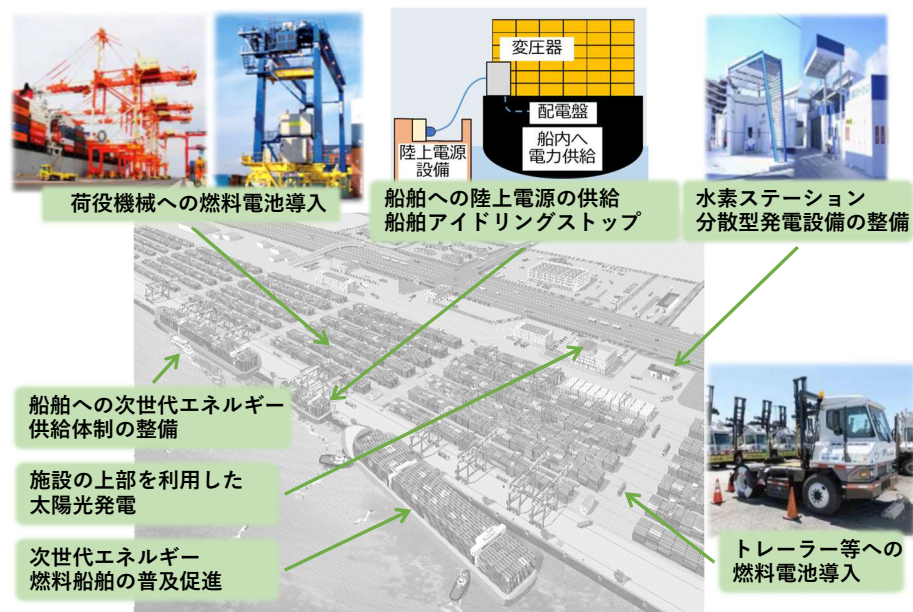 変圧器
配電盤
船内へ
電力供給
陸上電源
設備
荷役機械への燃料電池導入
船舶への陸上電源の供給
船舶アイドリングストップ
水素ステーション
分散型発電設備の整備
船舶への次世代エネルギー
供給体制の整備
施設の上部を利用した
太陽光発電
次世代エネルギー
燃料船舶の普及促進
トレーラー等への
燃料電池導入